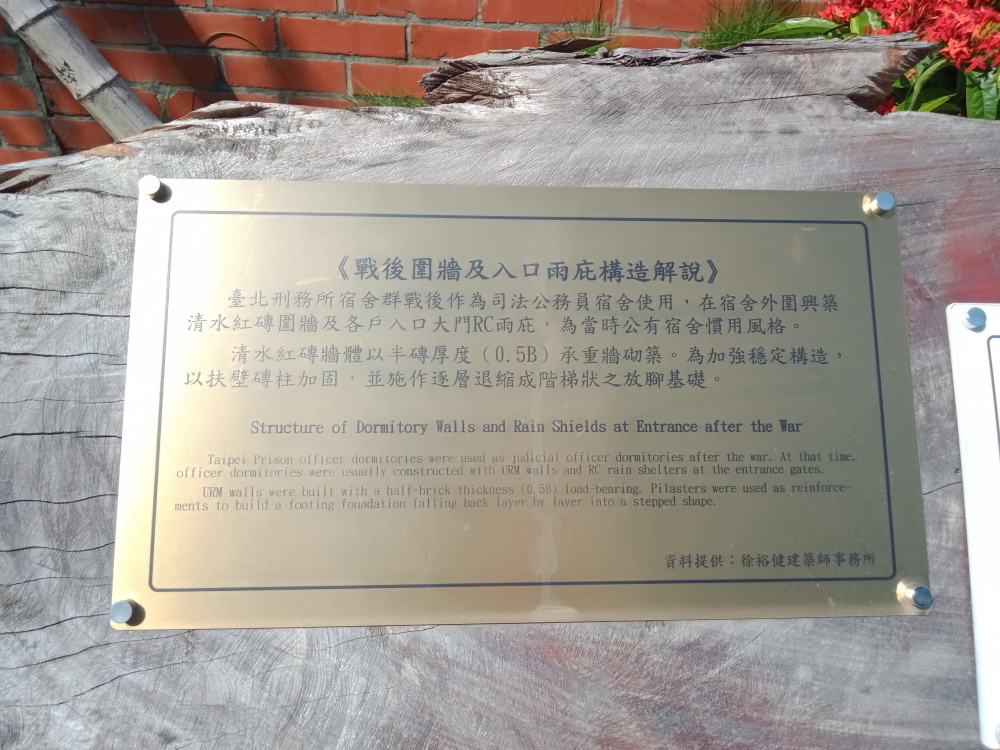 《戰後圍牆及入口雨庇構造解說》
臺北刑務所宿舍群戰後作為司法公務員宿舍使用，在宿舍外圍興築
清水紅磚圍牆及各戶入口大門RC雨庇，為當時公有宿舍慣用風格。
清水紅磚牆體以半磚厚度（0.5B）承重牆砌築。為加強穩定構造，
以扶壁磚柱加固，並施作逐層退縮成階梯狀之放腳基礎。
Structure of Dormitory Walls and Rain Shields at Entrance after the War
Taipei Prison officer dormitories were used as judicial officer dormitories after the war. At that time,
officer dormitories were usually constructed with URM walls and RC rain shelters at the entrance gates.
URM walls were built with a half-brick thickness (0.5B) load-bearing. Pilasters were used as reinforce-
ments to build a footing foundation falling back layer by layer into a stepped shape.
資料提供：徐裕健建築師事務所